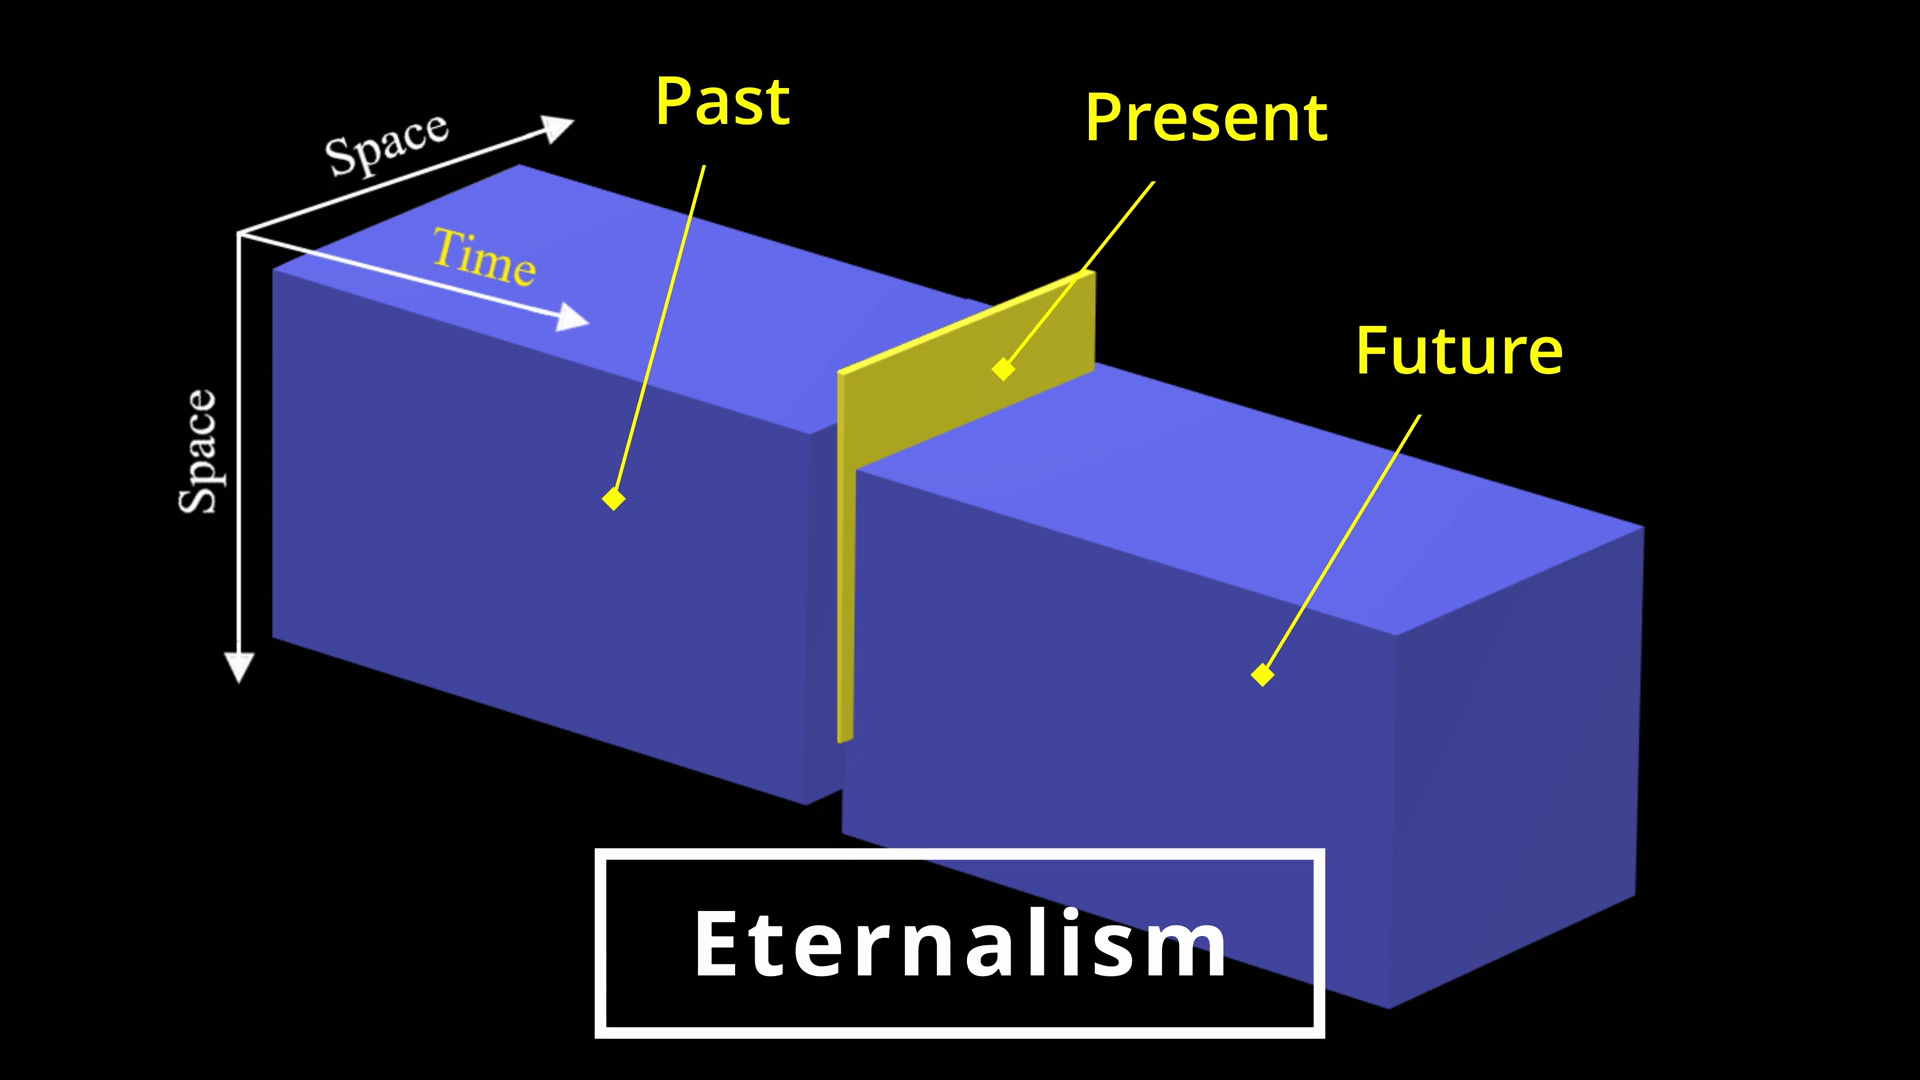 Past
Present
Space
Time
Future
Space
Eternalism